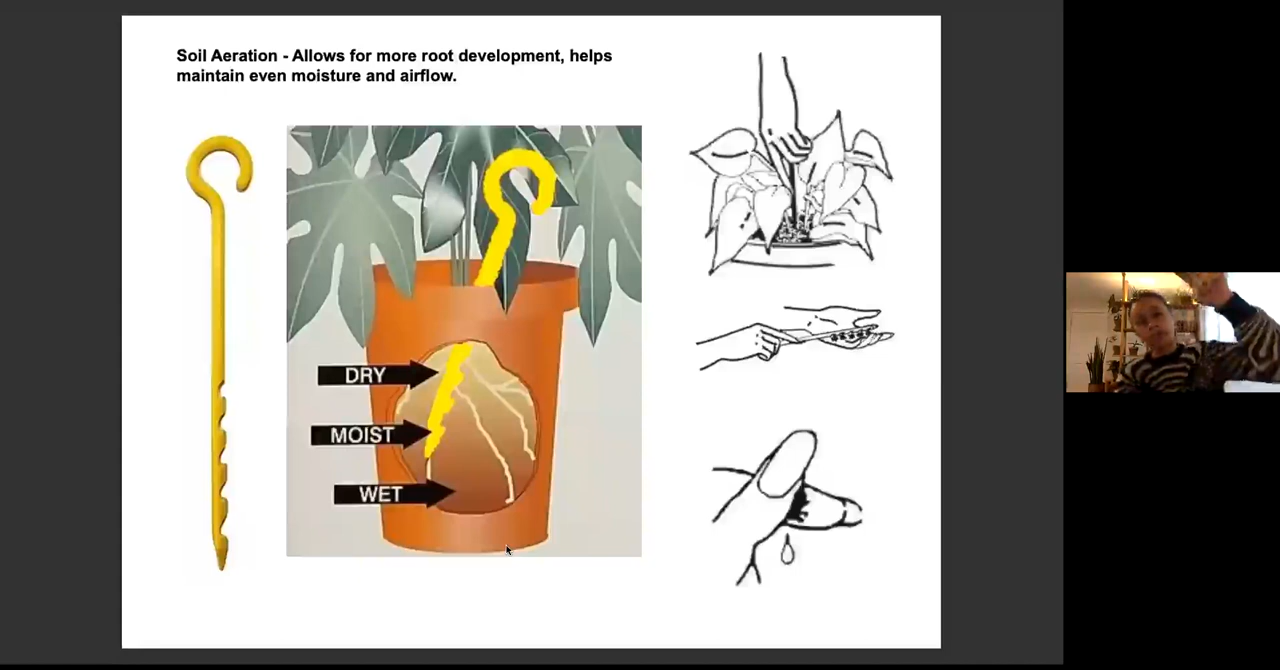 Soil Aeration - Allows for more root development, helps
maintain even moisture and airflow.
DRY
MOIST
WET